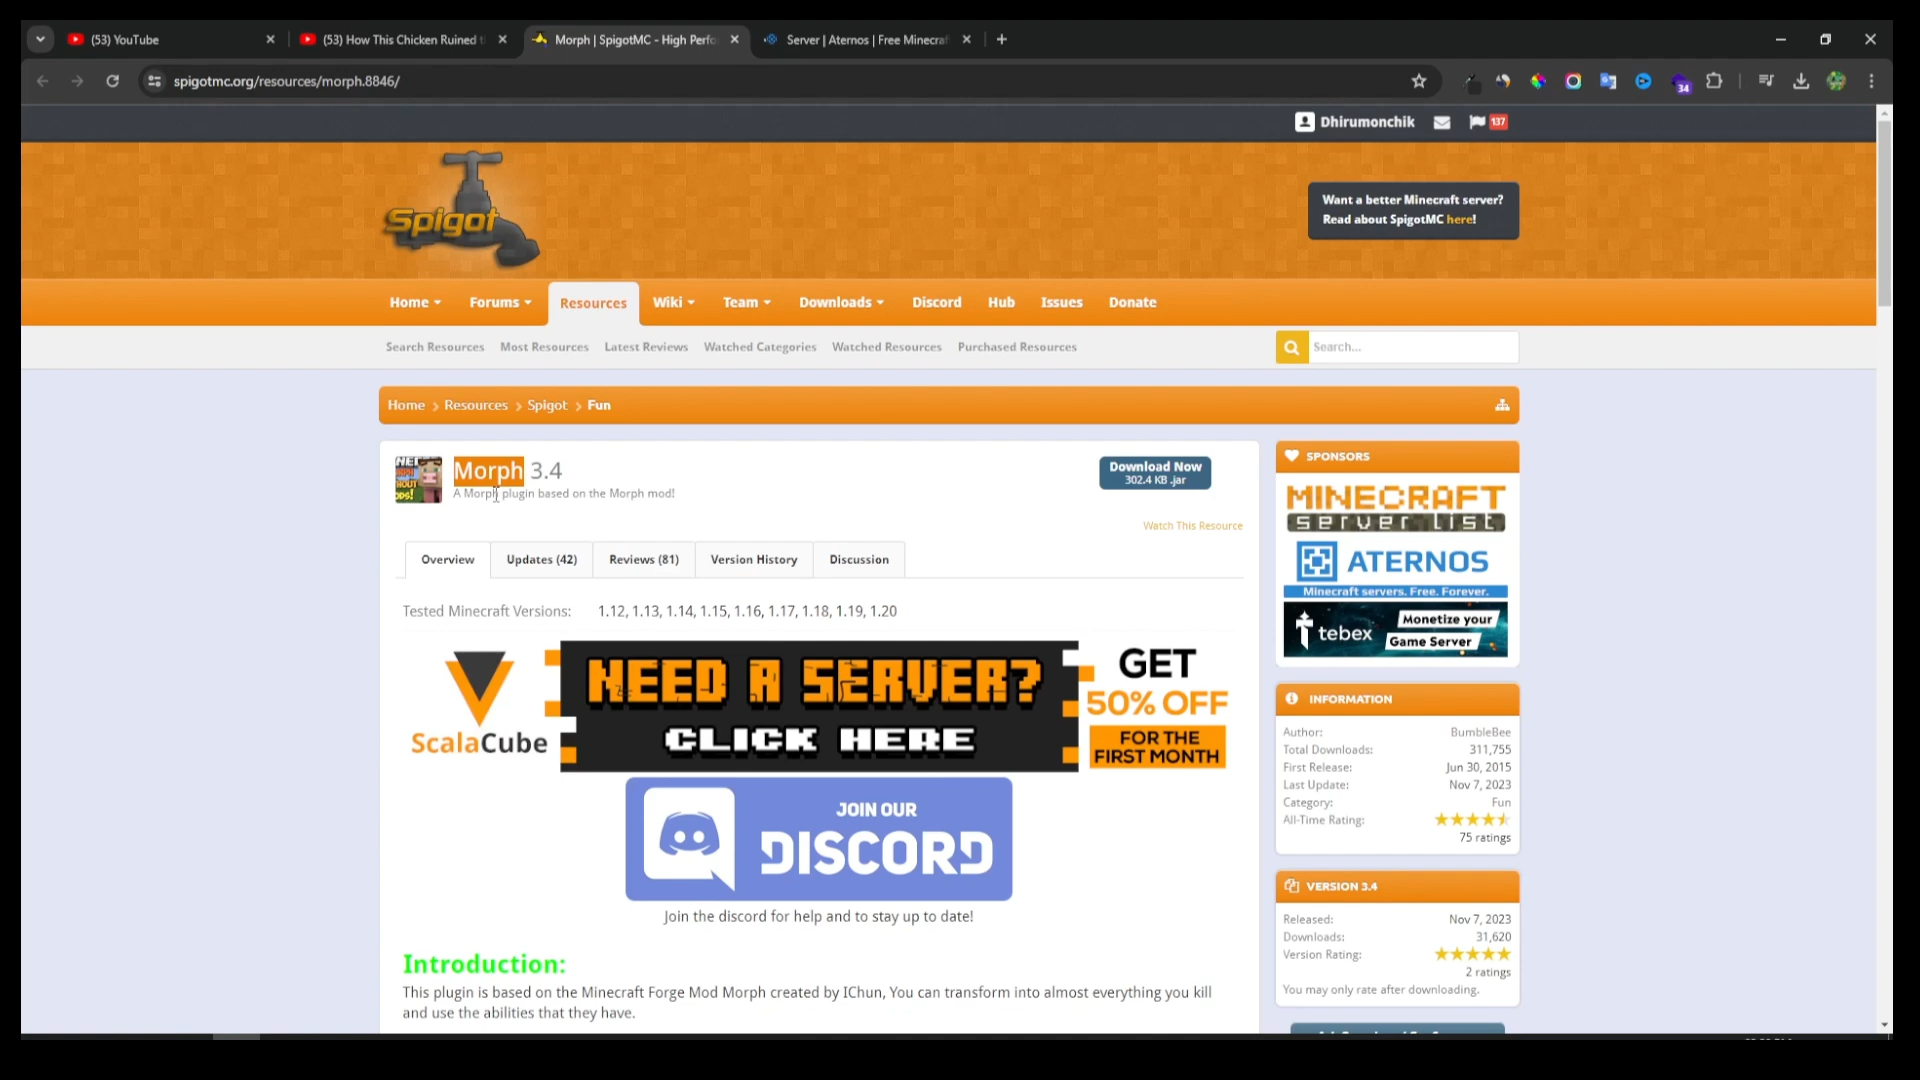 (53) YouTube
(53) How This Chicken Ruined t
Morph | SpigotMC - High Perfo
Server | Aternos | Free Minecraf
spigotmc.org/resources/morph.8846/
34
Dhirumonchik
137
Spigot
Want a better Minecraft server?
Read about SpigotMC here!
Home
Forums
Resources
Wiki
Team
Downloads
Discord
Hub
Issues
Donate
Search Resources
Most Resources
Latest Reviews
Watched Categories
Watched Resources
Purchased Resources
Search...
Home > Resources > Spigot > Fun
Morph 3.4
A Morph plugin based on the Morph mod!
Download Now
302.4 KB .jar
Watch This Resource
Overview
Updates (42)
Reviews (81)
Version History
Discussion
Tested Minecraft Versions: 1.12, 1.13, 1.14, 1.15, 1.16, 1.17, 1.18, 1.19, 1.20
ScalaCube
NEED A SERVER?
CLICK HERE
GET
50% OFF
FOR THE
FIRST MONTH
JOIN OUR
DISCORD
Join the discord for help and to stay up to date!
Introduction:
This plugin is based on the Minecraft Forge Mod Morph created by IChun, You can transform into almost everything you kill
and use the abilities that they have.
SPONSORS
MINECRAFT
SERVER LIST
ATERNOS
Minecraft servers. Free. Forever.
tebex
Monetize your
Game Server
INFORMATION
Author: BumbleBee
Total Downloads: 311,755
First Release: Jun 30, 2015
Last Update: Nov 7, 2023
Category: Fun
All-Time Rating:
75 ratings
VERSION 3.4
Released: Nov 7, 2023
Downloads: 31,620
Version Rating:
2 ratings
You may only rate after downloading.